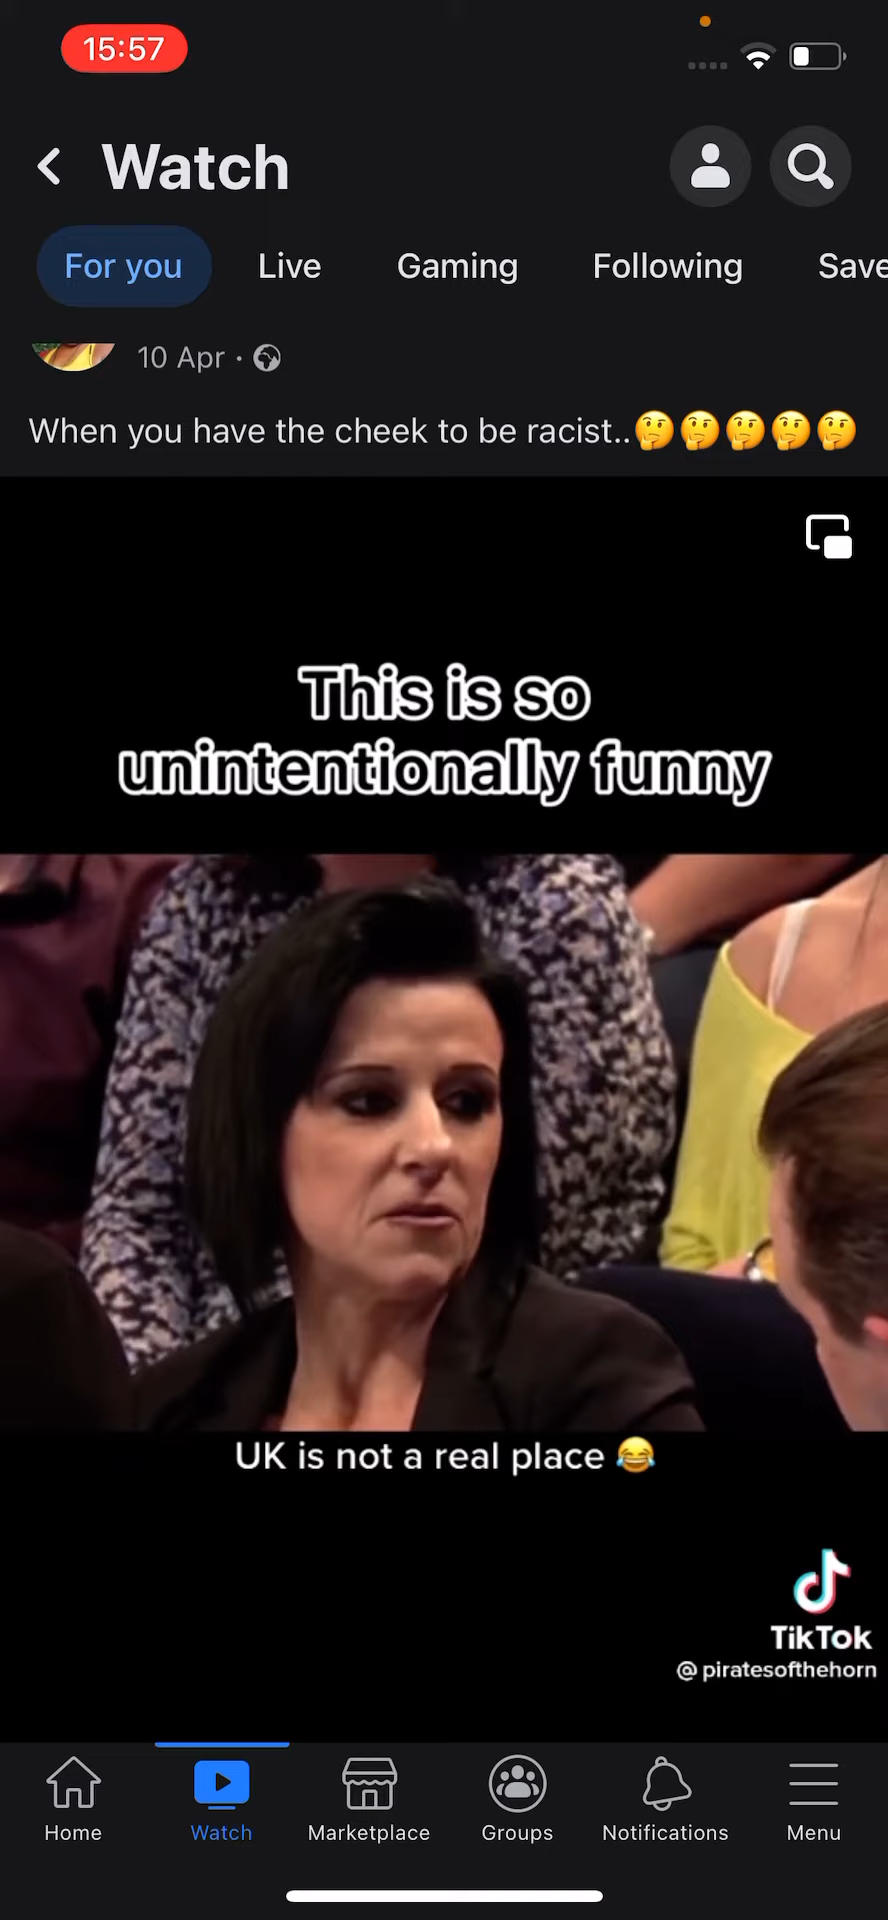 15:57
Watch
For you Live Gaming Following Save
10 Apr ·
When you have the cheek to be racist..🤔🤔🤔🤔🤔
This is so
unintentionally funny
UK is not a real place 😂
TikTok
@piratesofthehorn
Home Watch Marketplace Groups Notifications Menu